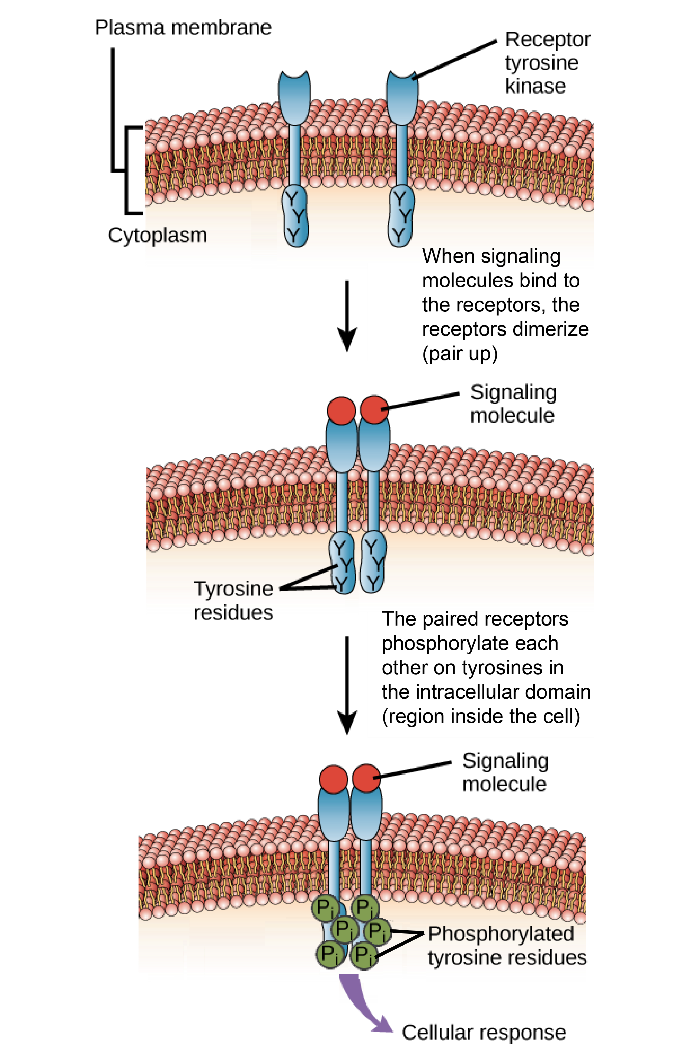 Plasma membrane
Receptor
tyrosine
kinase
Y
Y
Y
Y
Y
Y
Cytoplasm
When signaling
molecules bind to
the receptors, the
receptors dimerize
(pair up)
Signaling
molecule
Y
Y
Y
Y
Y
Y
Tyrosine
residues
The paired receptors
phosphorylate each
other on tyrosines in
the intracellular domain
(region inside the cell)
Signaling
molecule
Pi
Pi
Pi
Pi
Pi
Pi
Phosphorylated
tyrosine residues
Cellular response